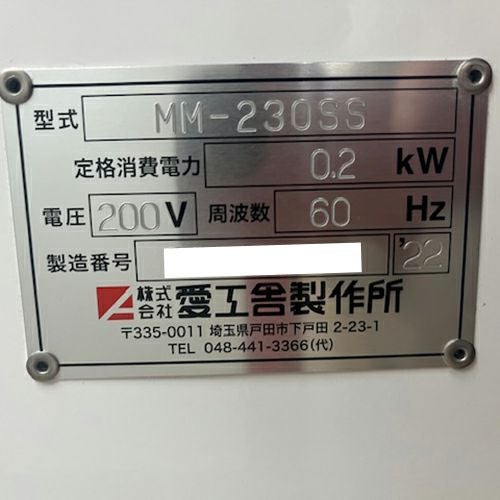 型式 MM-230SS
定格消費電力 0.2 kW
電圧 200 V 周波数 60 Hz
製造番号 '22
株式会社 愛工舎製作所
〒335-0011 埼玉県戸田市下戸田 2-23-1
TEL 048-441-3366(代)